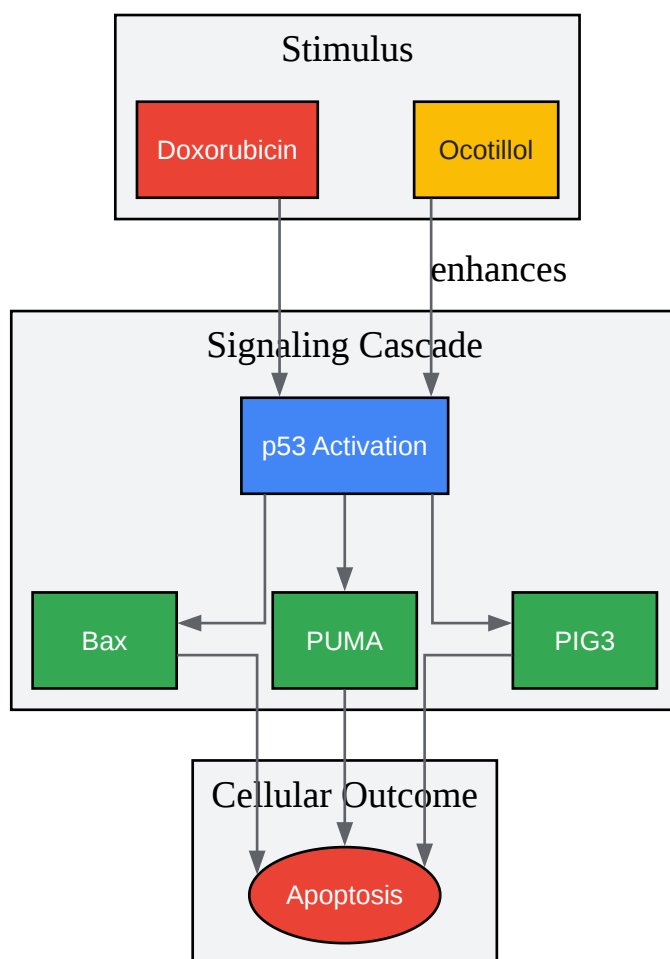 Stimulus
Doxorubicin
Ocotillol
enhances
Signaling Cascade
p53 Activation
Bax
PUMA
PIG3
Cellular Outcome
Apoptosis